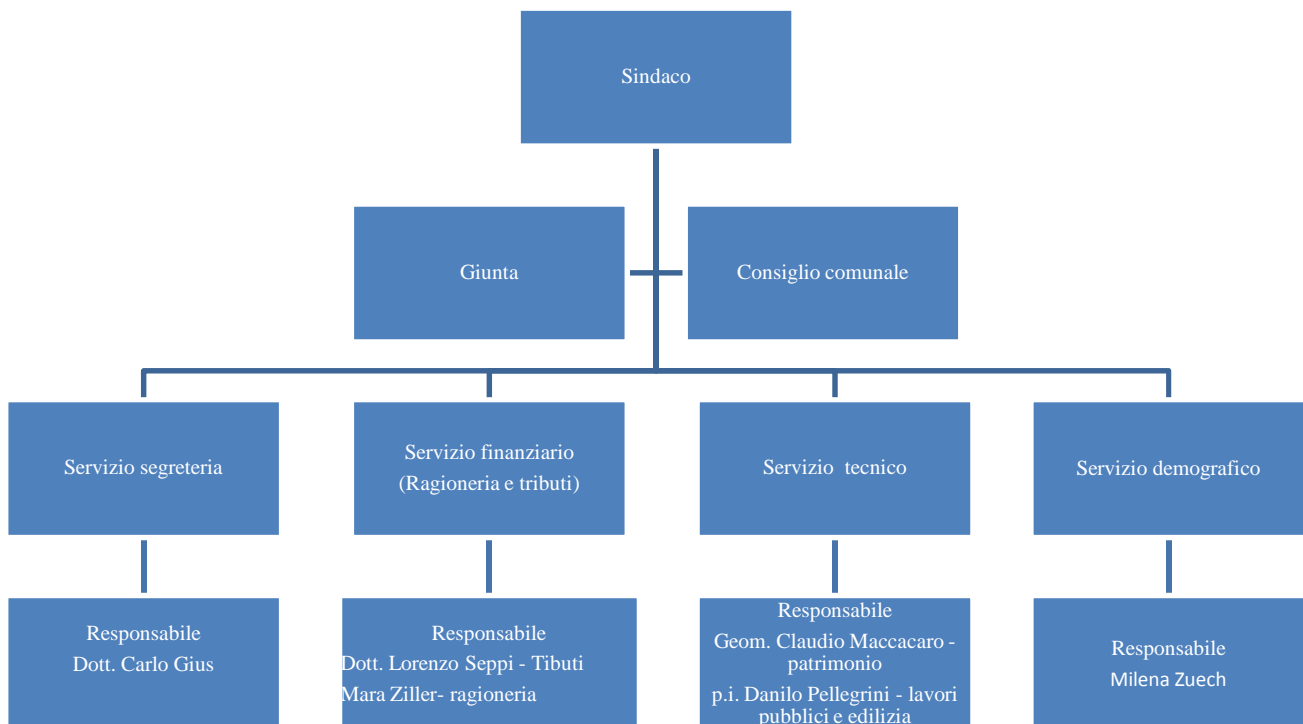 Sindaco
Giunta
Consiglio comunale
Servizio segreteria
Servizio finanziario
(Ragioneria e tributi)
Servizio tecnico
Servizio demografico
Responsabile
Dott. Carlo Gius
Responsabile
Dott. Lorenzo Seppi - Tibuti
Mara Ziller- ragioneria
Responsabile
Geom. Claudio Maccacaro -
patrimonio
p.i. Danilo Pellegrini - lavori
pubblici e edilizia
Responsabile
Milena Zuech